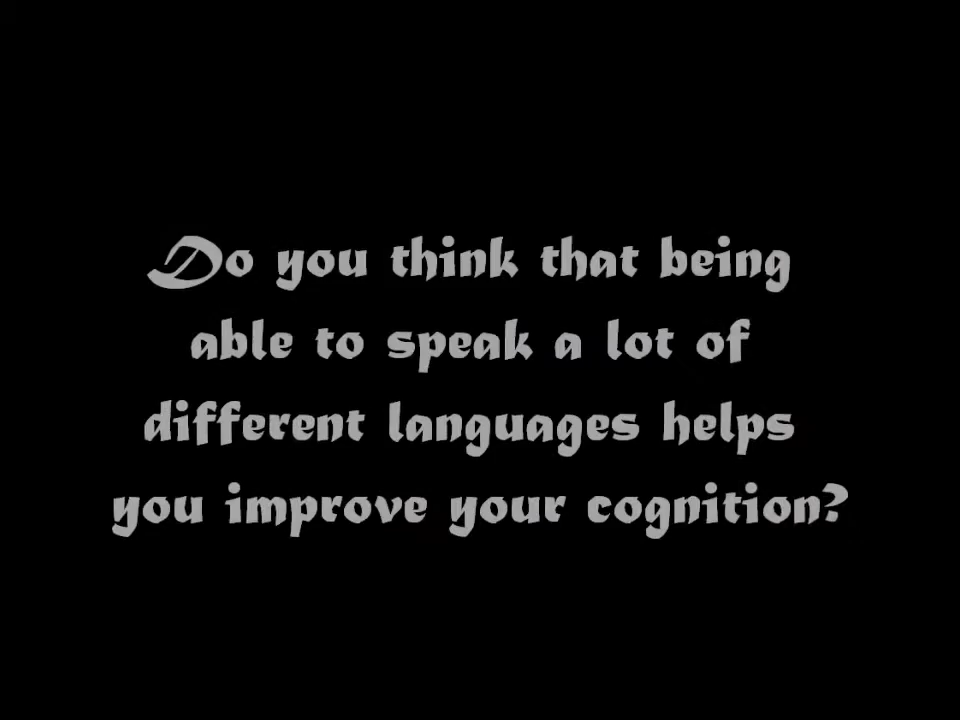 Do you think that being
able to speak a lot of
different languages helps
you improve your cognition?